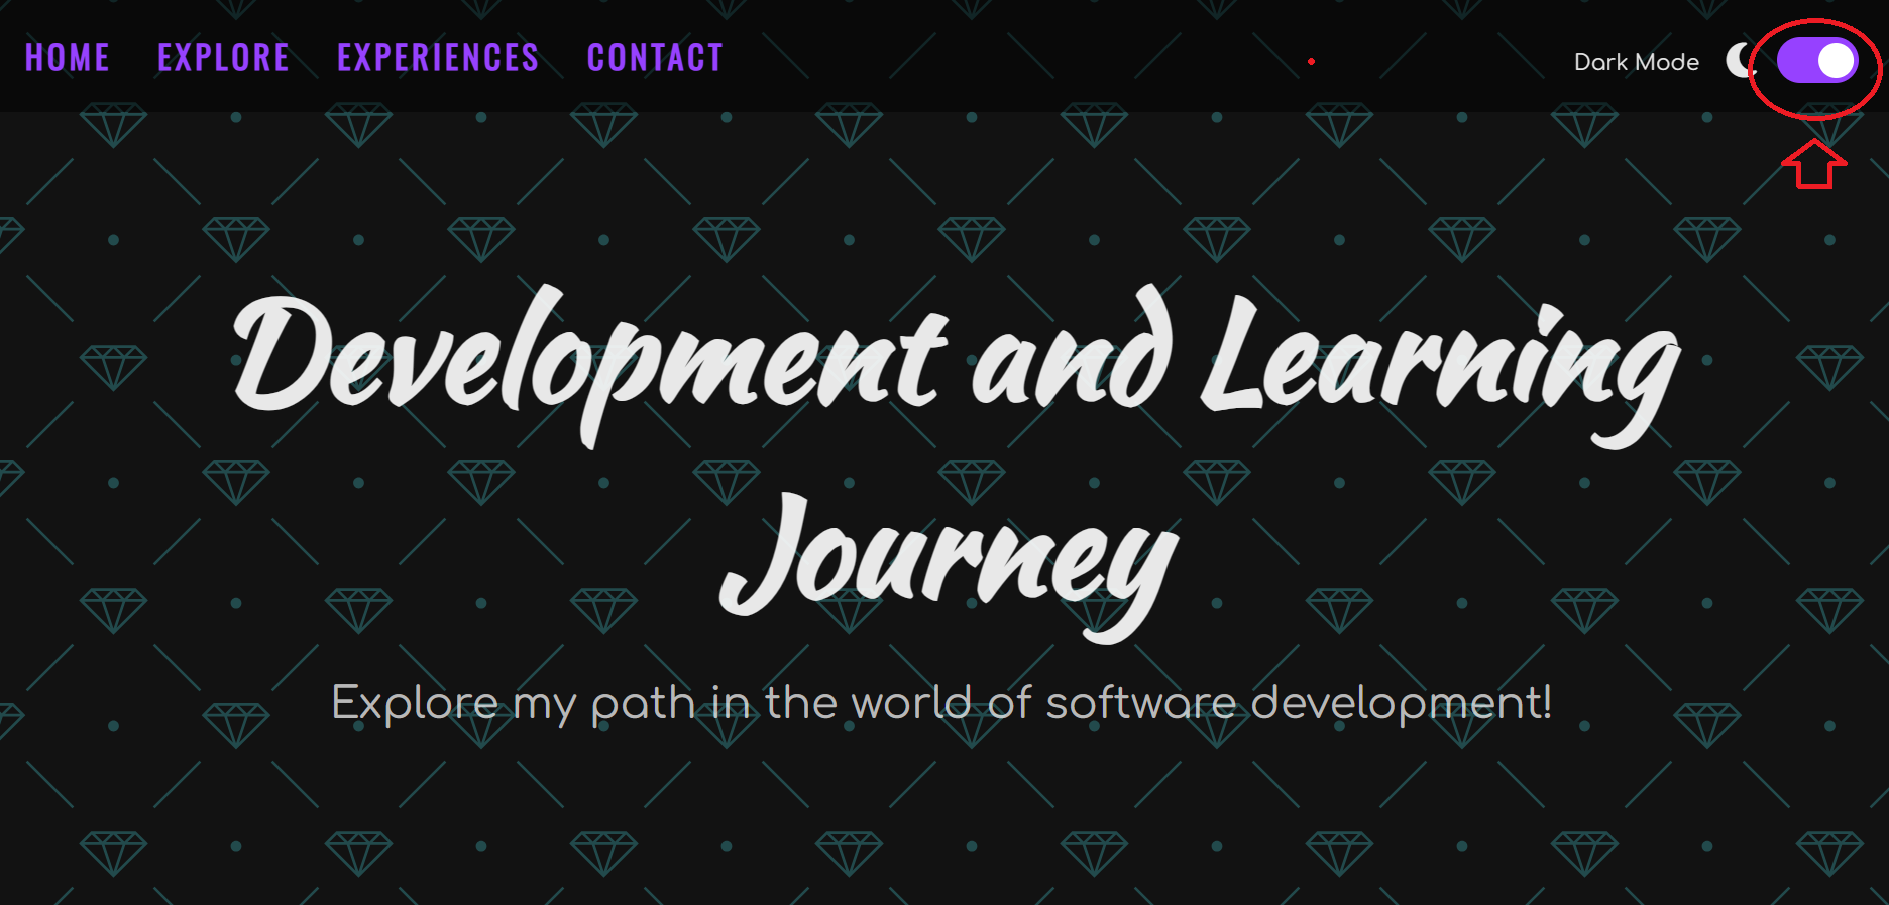 HOME EXPLORE EXPERIENCES CONTACT Dark Mode
Development and Learning
Journey
Explore my path in the world of software development!